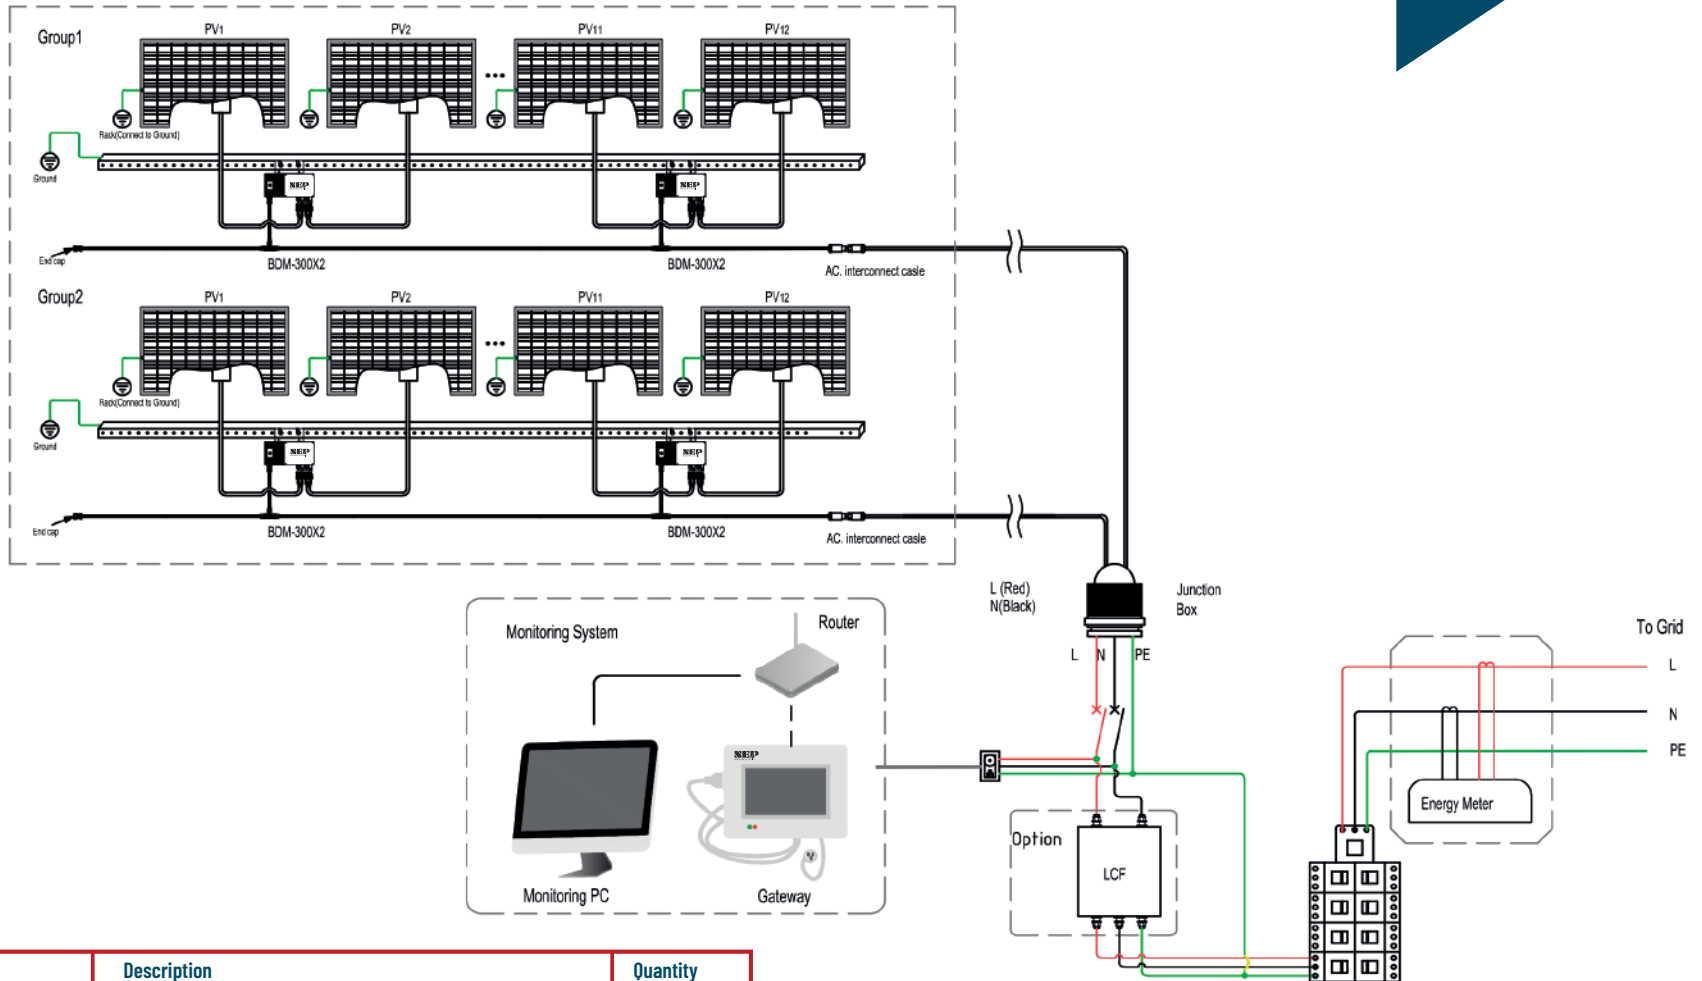 Group1
PV1
PV2
PV11
PV12
Rack(Connect to Ground)
Ground
NEP
NEP
End cap
BDM-300X2
BDM-300X2
AC. interconnect casle
Group2
PV1
PV2
PV11
PV12
Rack(Connect to Ground)
Ground
NEP
NEP
End cap
BDM-300X2
BDM-300X2
AC. interconnect casle
L (Red)
N(Black)
Junction
Box
L
N
PE
Monitoring System
Router
NEP
Monitoring PC
Gateway
Option
LCF
To Grid
L
N
PE
Energy Meter
Description
Quantity